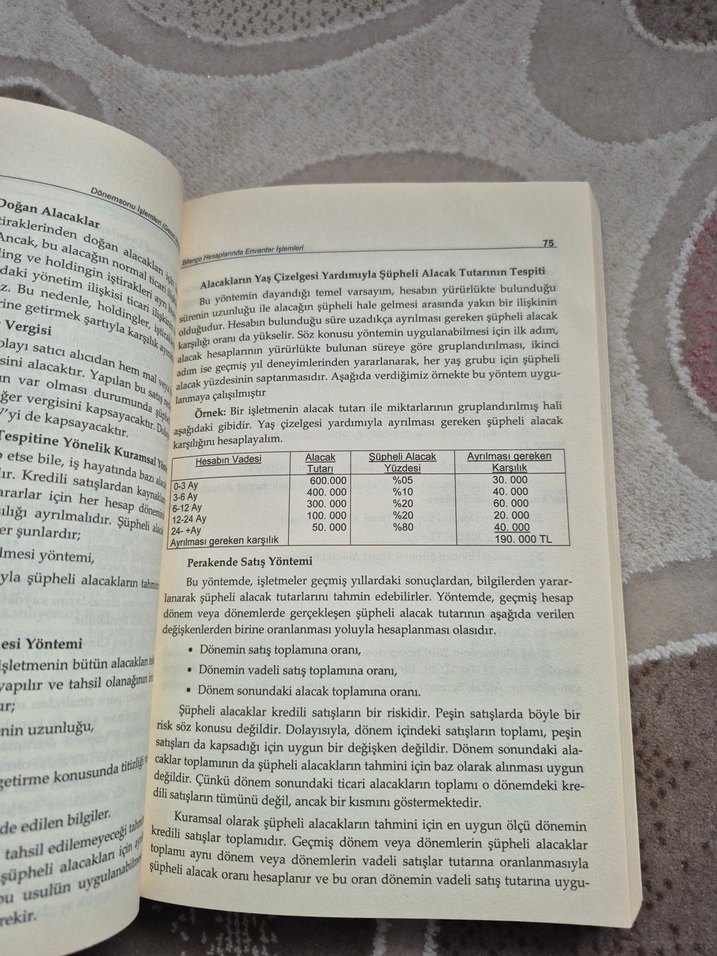 Dönemsonu İşlemleri
Doğan Alacaklar
tiraklerinden doğan alacakları için
Ancak, bu alacağın normal ticari
ling ve holdingin iştirakleri ayrı
daki yönetim ilişkisi ticari
z. Bu nedenle, holdingler,
rine getirmek şartıyla karşılık
Vergisi
olayı satıcı alıcıdan hem mal
sini alacaktır. Yapılan bu
n var olması durumunda
ğer vergisini kapsayacaktır.
V'yi de kapsayacaktır.
Tespitine Yönelik Kuramsal
p etse bile, iş hayatında bazı
ır. Kredili satışlardan
ararlar için her hesap
ılığı ayrılmalıdır. Şüpheli
er şunlardır;
ilmesi yöntemi,
yla şüpheli alacakların
esi Yöntemi
işletmenin bütün alacakları
yapılır ve tahsil olanağının
ur;
nin uzunluğu,
getirme konusunda
de edilen bilgiler.
tahsil edilemeyeceği
şüpheli alacakları için
bu usulün
rekir.
Bilanço Hesaplarında Envanter İşlemleri 75
Alacakların Yaş Çizelgesi Yardımıyla Şüpheli Alacak Tutarının Tespiti
Bu yöntemin dayandığı temel varsayım, hesabın yürürlükte bulunduğu
sürenin uzunluğu ile alacağın şüpheli hale gelmesi arasında yakın bir ilişkinin
olduğudur. Hesabın bulunduğu süre uzadıkça ayrılması gereken şüpheli alacak
karşılığı oranı da yükselir. Söz konusu yöntemin uygulanabilmesi için ilk adım,
alacak hesaplarının yürürlükte bulunan süreye göre gruplandırılması, ikinci
adım ise geçmiş yıl deneyimlerinden yararlanarak, her yaş grubu için şüpheli
alacak yüzdesinin saptanmasıdır. Aşağıda verdiğimiz örnekte bu yöntem uygu-
lanmaya çalışılmıştır
Örnek: Bir işletmenin alacak tutarı ile miktarlarının gruplandırılmış hali
aşağıdaki gibidir. Yaş çizelgesi yardımıyla ayrılması gereken şüpheli alacak
karşılığını hesaplayalım.
Hesabın Vadesi Alacak Şüpheli Alacak Ayrılması gereken
Tutarı Yüzdesi Karşılık
0-3 Ay 600.000 %05 30. 000
3-6 Ay 400. 000 %10 40. 000
6-12 Ay 300. 000 %20 60. 000
12-24 Ay 100. 000 %20 20. 000
24- +Ay 50. 000 %80 40. 000
Ayrılması gereken karşılık 190. 000 TL
Perakende Satış Yöntemi
Bu yöntemde, işletmeler geçmiş yıllardaki sonuçlardan, bilgilerden yarar-
lanarak şüpheli alacak tutarlarını tahmin edebilirler. Yöntemde, geçmiş hesap
dönem veya dönemlerde gerçekleşen şüpheli alacak tutarının aşağıda verilen
değişkenlerden birine oranlanması yoluyla hesaplanması olasıdır.
• Dönemin satış toplamına oranı,
• Dönemin vadeli satış toplamına oranı,
• Dönem sonundaki alacak toplamına oranı.
Şüpheli alacaklar kredili satışların bir riskidir. Peşin satışlarda böyle bir
risk söz konusu değildir. Dolayısıyla, dönem içindeki satışların toplamı, peşin
satışları da kapsadığı için uygun bir değişken değildir. Dönem sonundaki ala-
caklar toplamının da şüpheli alacakların tahmini için baz olarak alınması uygun
değildir. Çünkü dönem sonundaki ticari alacakların toplamı o dönemdeki kre-
dili satışların tümünü değil, ancak bir kısmını göstermektedir.
Kuramsal olarak şüpheli alacakların tahmini için en uygun ölçü dönemin
kredili satışlar toplamıdır. Geçmiş dönem veya dönemlerin şüpheli alacaklar
toplamı aynı dönem veya dönemlerin vadeli satışlar tutarına oranlanmasıyla
şüpheli alacak oranı hesaplanır ve bu oran dönemin vadeli satış tutarına uygu-